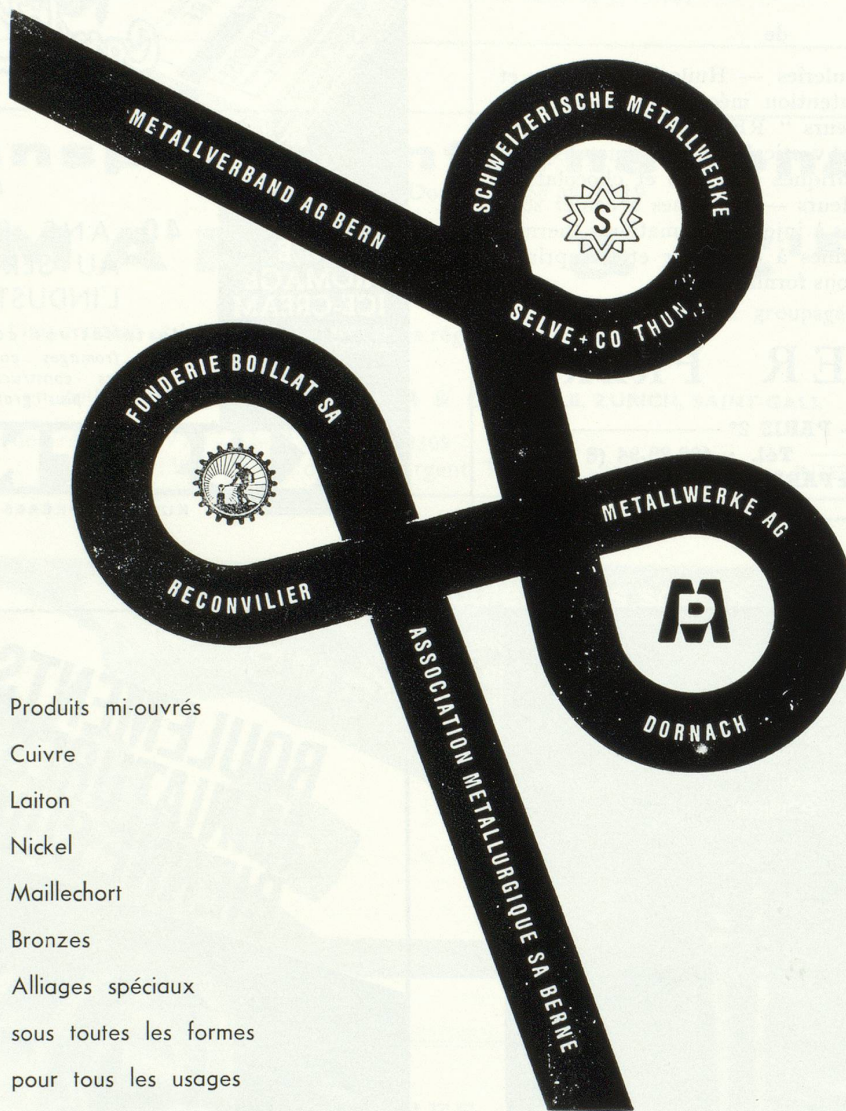 METALLVERBAND AG BERN
SCHWEIZERISCHE METALLWERKE
S
SELVE+CO THUN
FONDERIE BOILLAT SA
RECONVILIER
METALLWERKE AG
DORNACH
ASSOCIATION METALLURGIQUE SA BERNE
Produits mi-ouvrés
Cuivre
Laiton
Nickel
Maillechort
Bronzes
Alliages spéciaux
sous toutes les formes
pour tous les usages